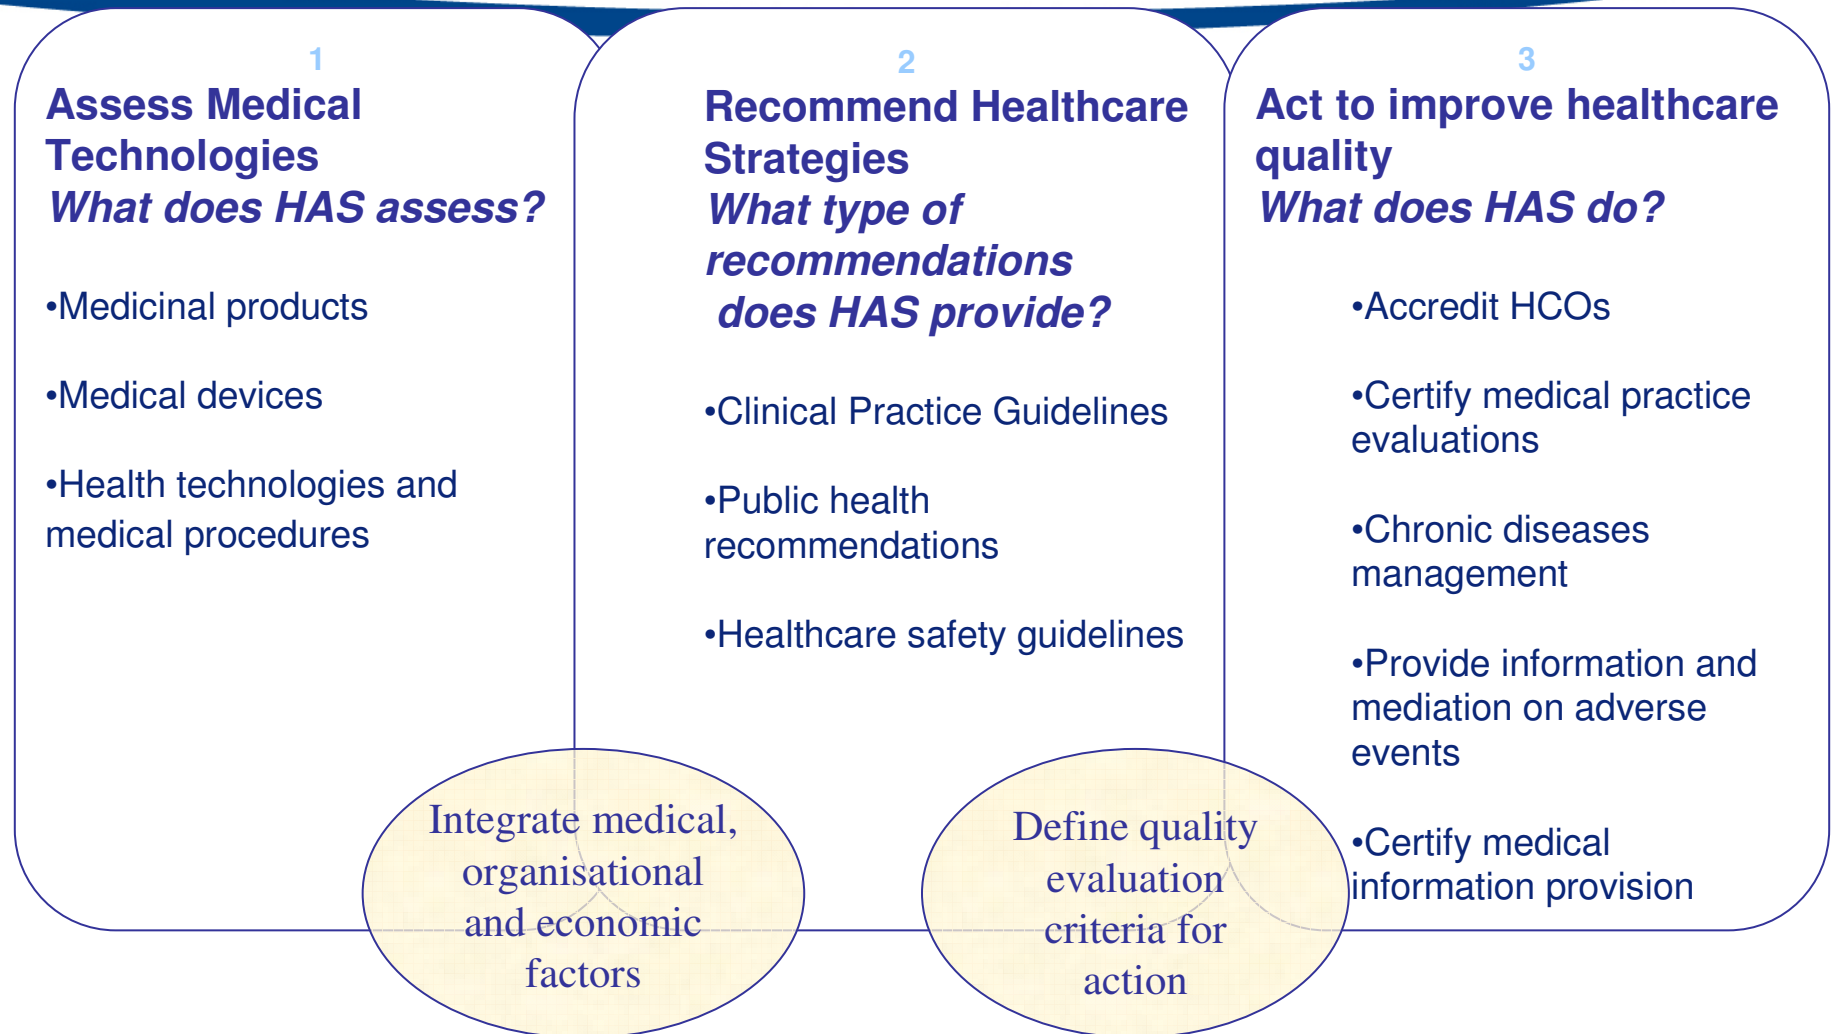 1
Assess Medical
Technologies
What does HAS assess?
•Medicinal products
•Medical devices
•Health technologies and
medical procedures
2
Recommend Healthcare
Strategies
What type of
recommendations
does HAS provide?
•Clinical Practice Guidelines
•Public health
recommendations
•Healthcare safety guidelines
3
Act to improve healthcare
quality
What does HAS do?
•Accredit HCOs
•Certify medical practice
evaluations
•Chronic diseases
management
•Provide information and
mediation on adverse
events
•Certify medical
information provision
Integrate medical,
organisational
and economic
factors
Define quality
evaluation
criteria for
action